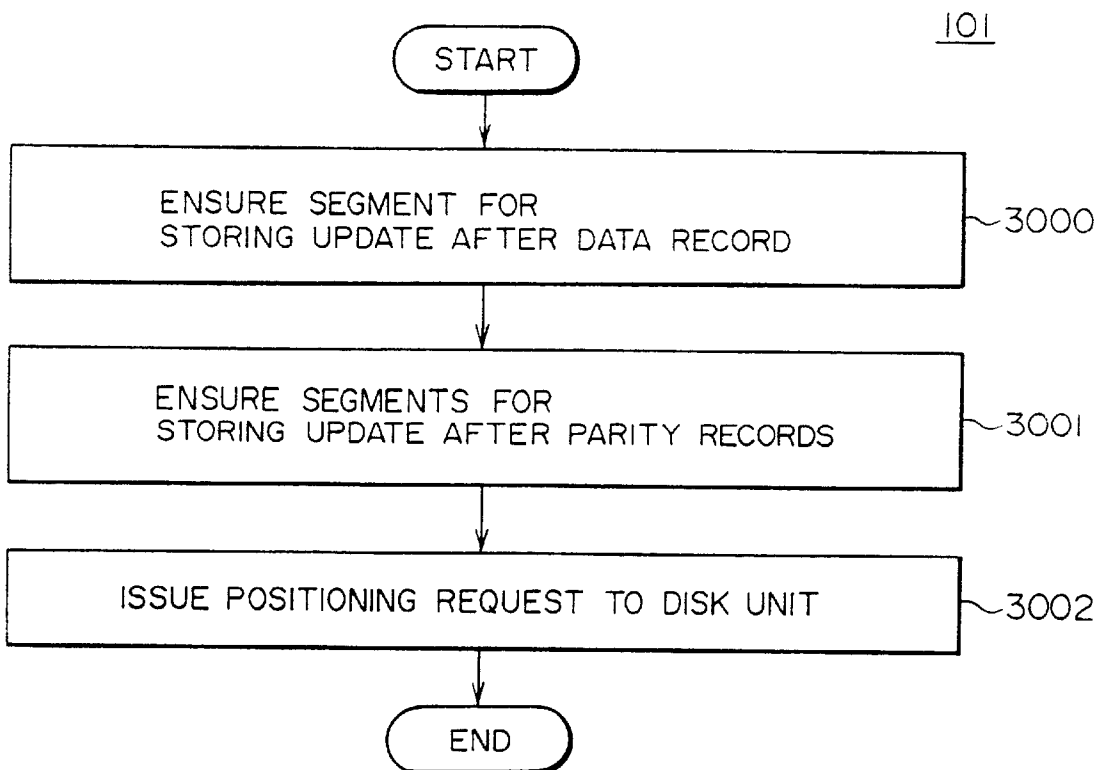 101
START
ENSURE SEGMENT FOR
STORING UPDATE AFTER DATA RECORD
3000
ENSURE SEGMENTS FOR
STORING UPDATE AFTER PARITY RECORDS
3001
ISSUE POSITIONING REQUEST TO DISK UNIT
3002
END